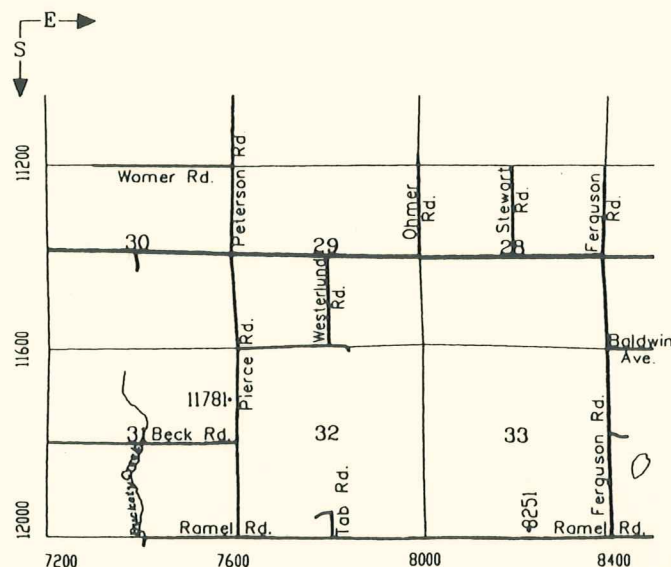 E
S
11200
Womer Rd.
Peterson Rd
Ohmer Rd.
Stewart Rd.
Ferguson Rd.
30
29
28
Westerlund Rd.
11600
Pierce Rd.
Baldwin Ave.
11781
31
Beck Rd.
32
33
Ferguson Rd.
12000
Ramel Rd.
Tab Rd.
8251
Ramel Rd.
7200
7600
8000
8400